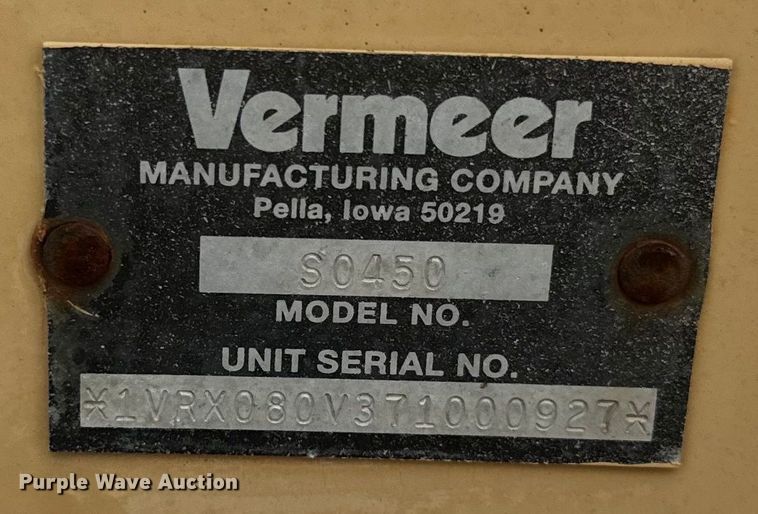 Vermeer
MANUFACTURING COMPANY
Pella, Iowa 50219
S0450
MODEL NO.
UNIT SERIAL NO.
*1VRX080V371000927*
Purple Wave Auction